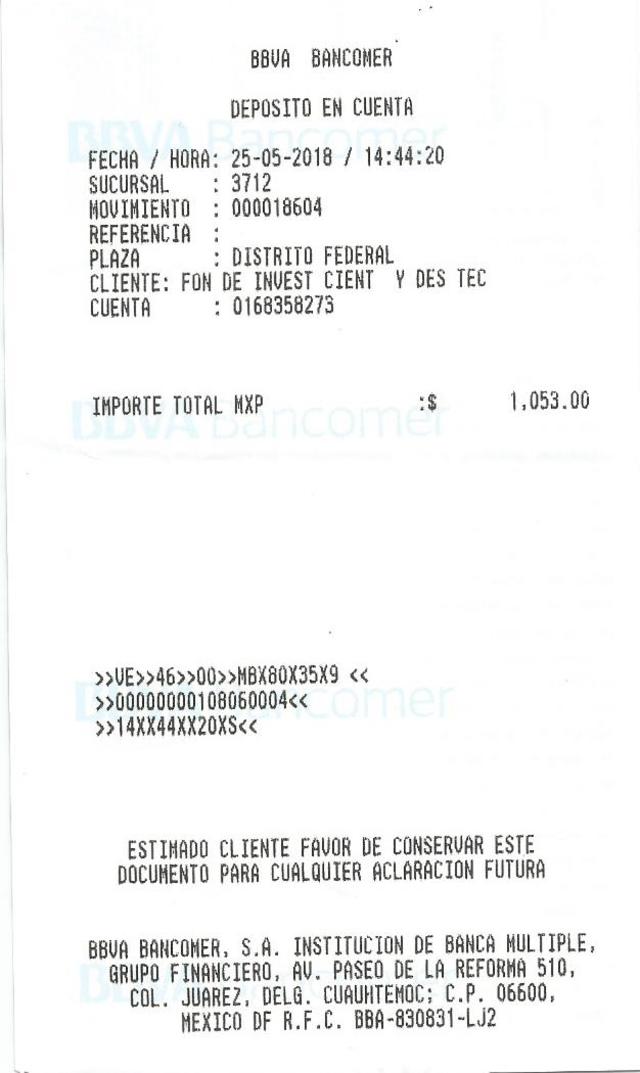 BBVA BANCOMER
DEPOSITO EN CUENTA
FECHA / HORA: 25-05-2018 / 14:44:20
SUCURSAL : 3712
MOVIMIENTO : 000018604
REFERENCIA :
PLAZA : DISTRITO FEDERAL
CLIENTE: FON DE INVEST CIENT Y DES TEC
CUENTA : 0168358273
IMPORTE TOTAL MXP :$ 1,053.00
BBVA Bancomer
>>VE>>46>>00>>MBX80X35X9 <<
>>00000000108060004<<
>>14XX44XX20XS<<
ESTIMADO CLIENTE FAVOR DE CONSERVAR ESTE
DOCUMENTO PARA CUALQUIER ACLARACION FUTURA
BBVA BANCOMER, S.A. INSTITUCION DE BANCA MULTIPLE,
GRUPO FINANCIERO, AV. PASEO DE LA REFORMA 510,
COL. JUAREZ, DELG. CUAUHTEMOC; C.P. 06600,
MEXICO DF R.F.C. BBA-830831-LJ2